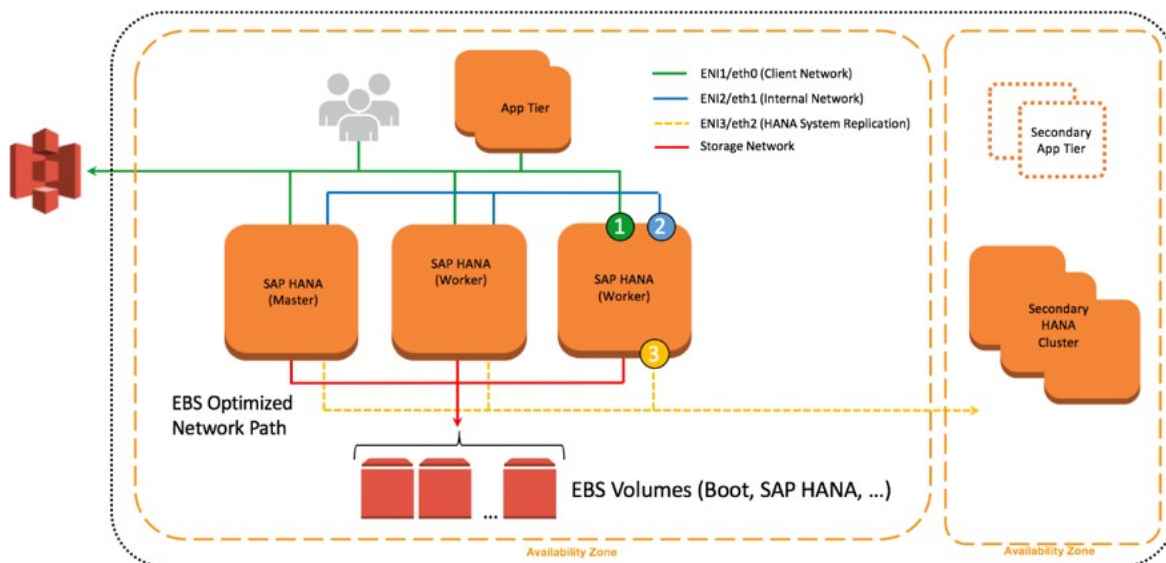 App Tier
ENI1/eth0 (Client Network)
ENI2/eth1 (Internal Network)
ENI3/eth2 (HANA System Replication)
Storage Network
Secondary
App Tier
1
2
SAP HANA
(Master)
SAP HANA
(Worker)
SAP HANA
(Worker)
3
Secondary
HANA
Cluster
EBS Optimized
Network Path
EBS Volumes (Boot, SAP HANA, ...)
...
Availability Zone
Availability Zone